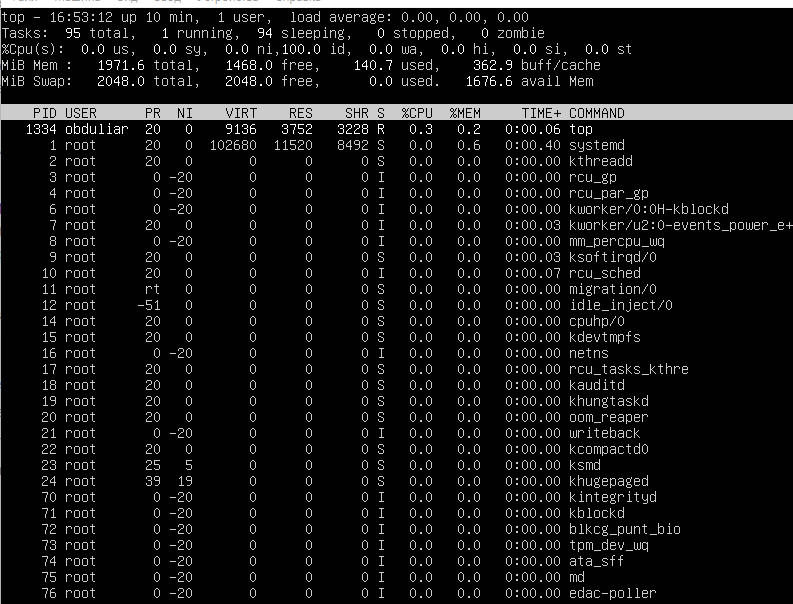 top - 16:53:12 up 10 min,  1 user,  load average: 0.00, 0.00, 0.00
Tasks:  95 total,   1 running,  94 sleeping,   0 stopped,   0 zombie
%Cpu(s):  0.0 us,  0.0 sy,  0.0 ni,100.0 id,  0.0 wa,  0.0 hi,  0.0 si,  0.0 st
MiB Mem :   1971.6 total,   1468.0 free,    140.7 used,    362.9 buff/cache
MiB Swap:   2048.0 total,   2048.0 free,      0.0 used.   1676.6 avail Mem
PID USER      PR  NI    VIRT    RES    SHR S  %CPU  %MEM     TIME+ COMMAND
1334 obduliar  20   0    9136   3752   3228 R   0.3   0.2   0:00.06 top
1 root      20   0  102680  11520   8492 S   0.0   0.6   0:00.40 systemd
2 root      20   0       0      0      0 S   0.0   0.0   0:00.00 kthreadd
3 root       0 -20       0      0      0 I   0.0   0.0   0:00.00 rcu_gp
4 root       0 -20       0      0      0 I   0.0   0.0   0:00.00 rcu_par_gp
6 root       0 -20       0      0      0 I   0.0   0.0   0:00.00 kworker/0:0H-kblockd
7 root      20   0       0      0      0 I   0.0   0.0   0:00.03 kworker/u2:0-events_power_e+
8 root       0 -20       0      0      0 I   0.0   0.0   0:00.00 mm_percpu_wq
9 root      20   0       0      0      0 S   0.0   0.0   0:00.03 ksoftirqd/0
10 root      20   0       0      0      0 I   0.0   0.0   0:00.07 rcu_sched
11 root      rt   0       0      0      0 S   0.0   0.0   0:00.00 migration/0
12 root     -51   0       0      0      0 S   0.0   0.0   0:00.00 idle_inject/0
14 root      20   0       0      0      0 S   0.0   0.0   0:00.00 cpuhp/0
15 root      20   0       0      0      0 S   0.0   0.0   0:00.00 kdevtmpfs
16 root       0 -20       0      0      0 I   0.0   0.0   0:00.00 netns
17 root      20   0       0      0      0 S   0.0   0.0   0:00.00 rcu_tasks_kthre
18 root      20   0       0      0      0 S   0.0   0.0   0:00.00 kauditd
19 root      20   0       0      0      0 S   0.0   0.0   0:00.00 khungtaskd
20 root      20   0       0      0      0 S   0.0   0.0   0:00.00 oom_reaper
21 root       0 -20       0      0      0 I   0.0   0.0   0:00.00 writeback
22 root      20   0       0      0      0 S   0.0   0.0   0:00.00 kcompactd0
23 root      25   5       0      0      0 S   0.0   0.0   0:00.00 ksmd
24 root      39  19       0      0      0 S   0.0   0.0   0:00.00 khugepaged
70 root       0 -20       0      0      0 I   0.0   0.0   0:00.00 kintegrityd
71 root       0 -20       0      0      0 I   0.0   0.0   0:00.00 kblockd
72 root       0 -20       0      0      0 I   0.0   0.0   0:00.00 blkcg_punt_bio
73 root       0 -20       0      0      0 I   0.0   0.0   0:00.00 tpm_dev_wq
74 root       0 -20       0      0      0 I   0.0   0.0   0:00.00 ata_sff
75 root       0 -20       0      0      0 I   0.0   0.0   0:00.00 md
76 root       0 -20       0      0      0 I   0.0   0.0   0:00.00 edac-poller